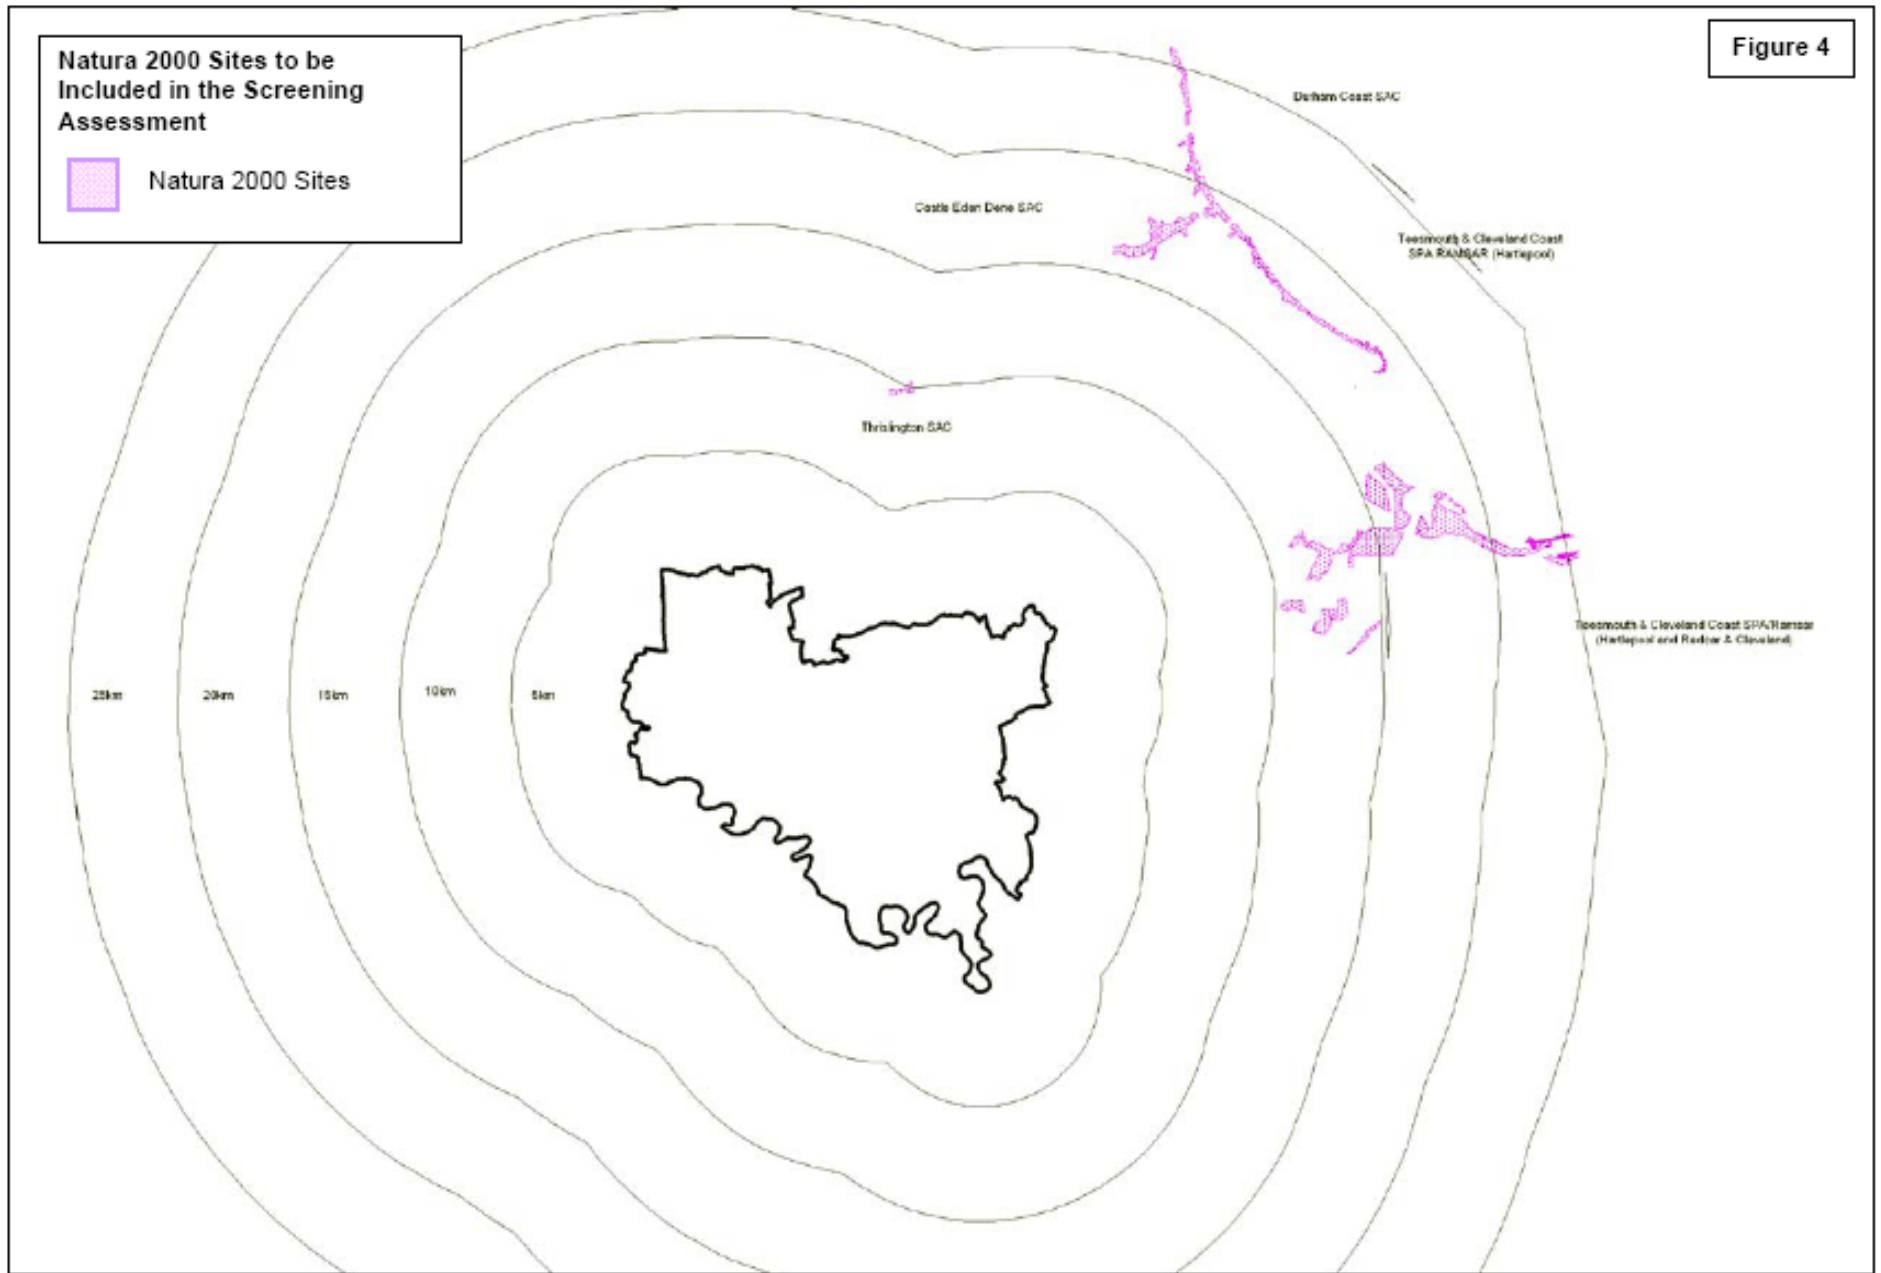 Natura 2000 Sites to be
Included in the Screening
Assessment
Natura 2000 Sites
Figure 4
Durham Coast SAC
Castle Eden Dene SAC
Teesmouth & Cleveland Coast
SPA RAMSAR (Hartlepool)
Thrislington SAC
Teesmouth & Cleveland Coast SPA/Ramsar
(Hartlepool and Redcar & Cleveland)
25km
20km
15km
10km
5km